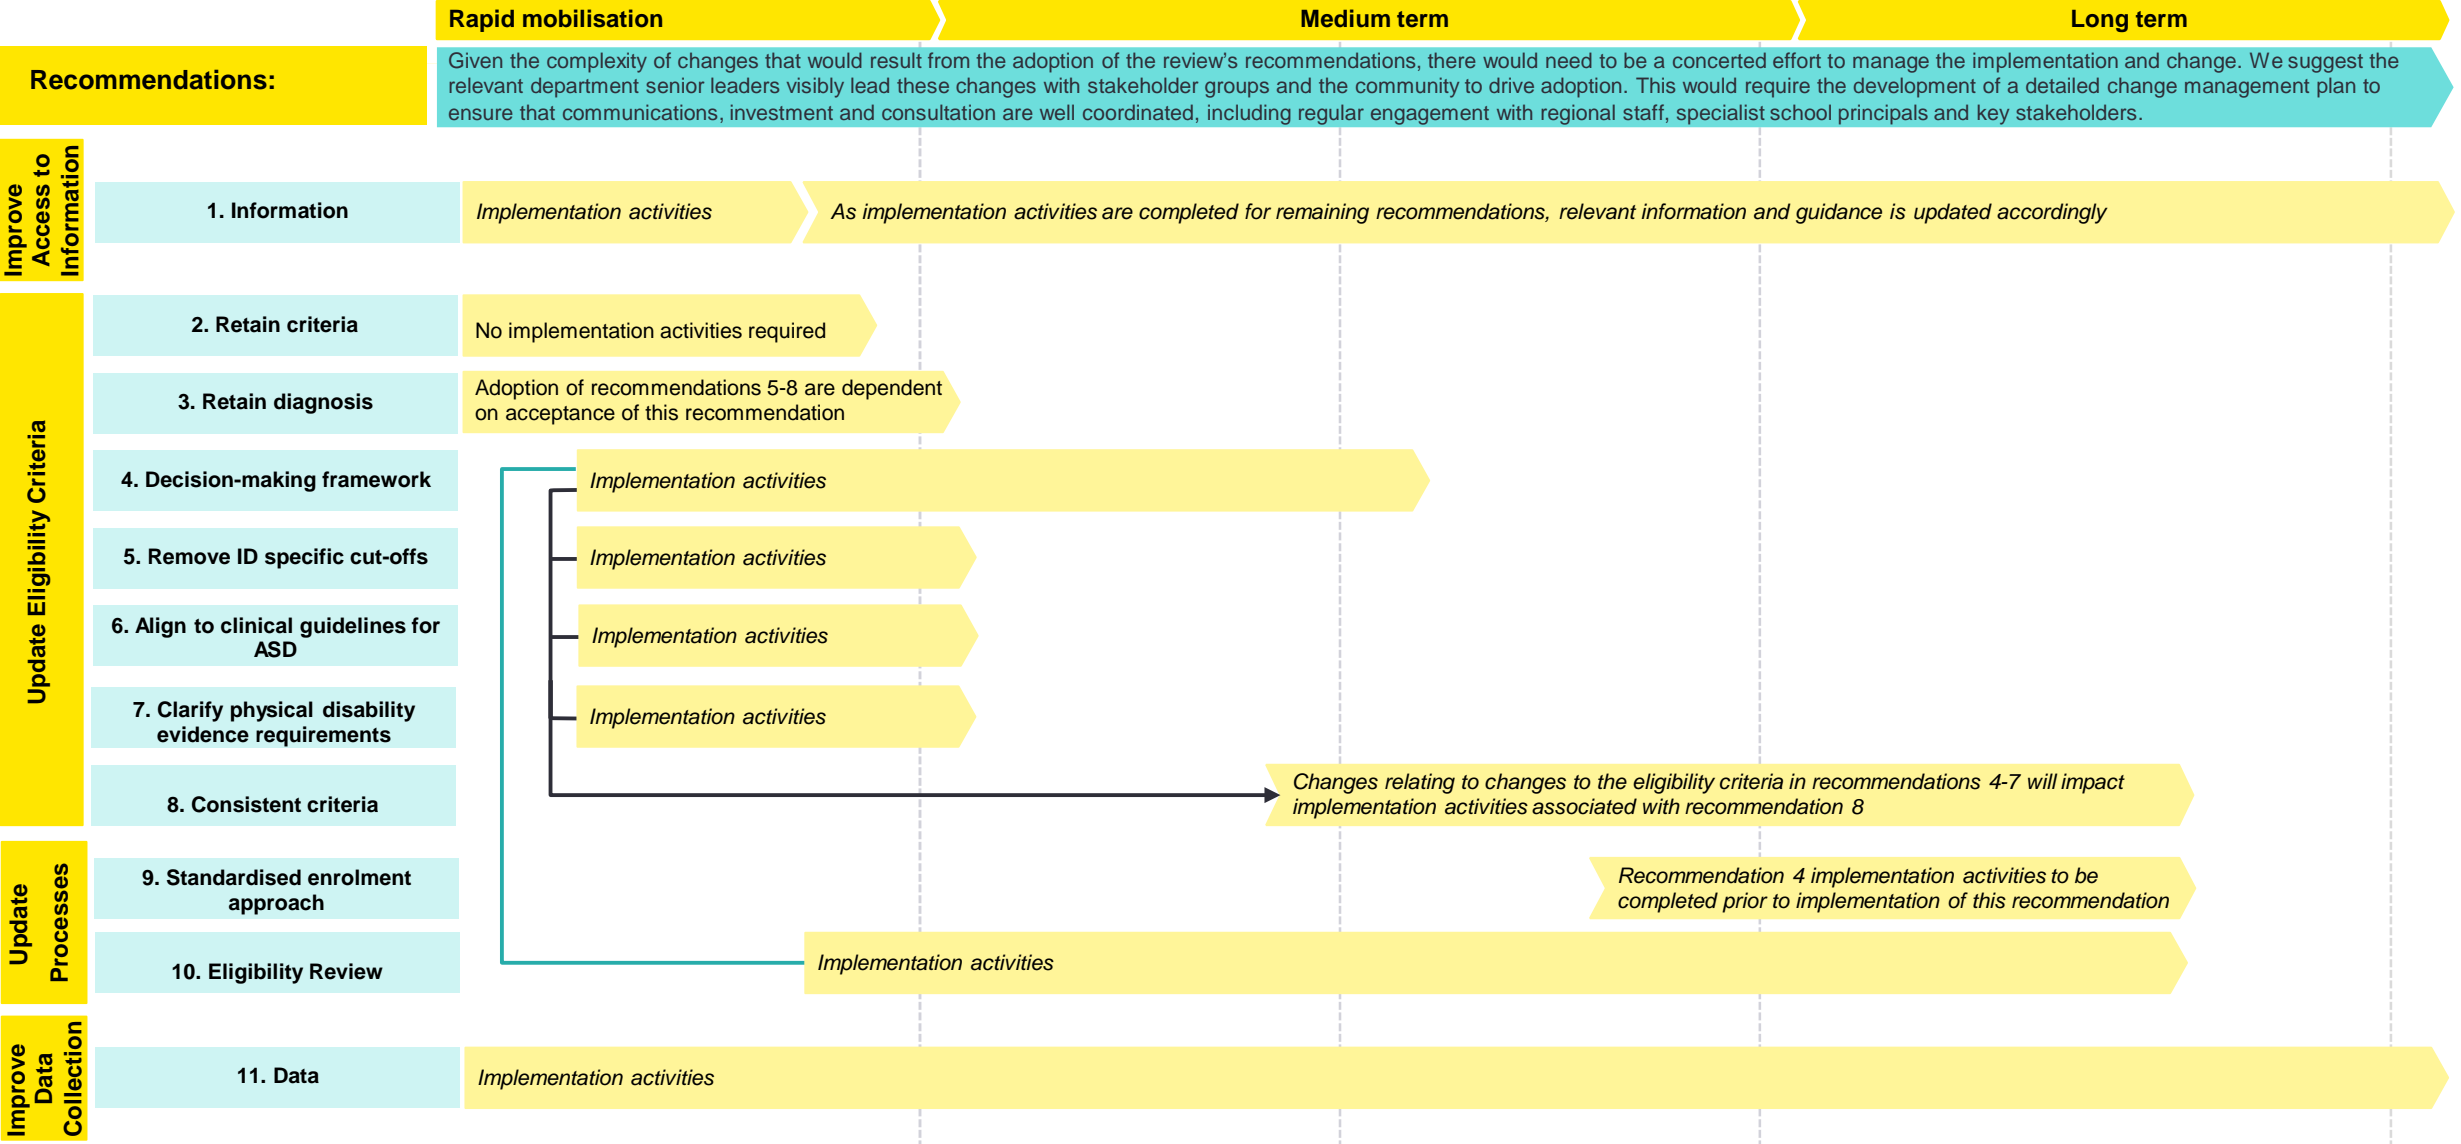 Rapid mobilisation
Medium term
Long term
Recommendations:
Given the complexity of changes that would result from the adoption of the review's recommendations, there would need to be a concerted effort to manage the implementation and change. We suggest the
relevant department senior leaders visibly lead these changes with stakeholder groups and the community to drive adoption. This would require the development of a detailed change management plan to
ensure that communications, investment and consultation are well coordinated, including regular engagement with regional staff, specialist school principals and key stakeholders.
Improve
Access to
Information
1. Information
Implementation activities
As implementation activities are completed for remaining recommendations, relevant information and guidance is updated accordingly
Update Eligibility Criteria
2. Retain criteria
No implementation activities required
3. Retain diagnosis
Adoption of recommendations 5-8 are dependent
on acceptance of this recommendation
4. Decision-making framework
Implementation activities
5. Remove ID specific cut-offs
Implementation activities
6. Align to clinical guidelines for
ASD
Implementation activities
7. Clarify physical disability
evidence requirements
Implementation activities
8. Consistent criteria
Changes relating to changes to the eligibility criteria in recommendations 4-7 will impact
implementation activities associated with recommendation 8
Update
Processes
9. Standardised enrolment
approach
Recommendation 4 implementation activities to be
completed prior to implementation of this recommendation
10. Eligibility Review
Implementation activities
Improve
Data
Collection
11. Data
Implementation activities